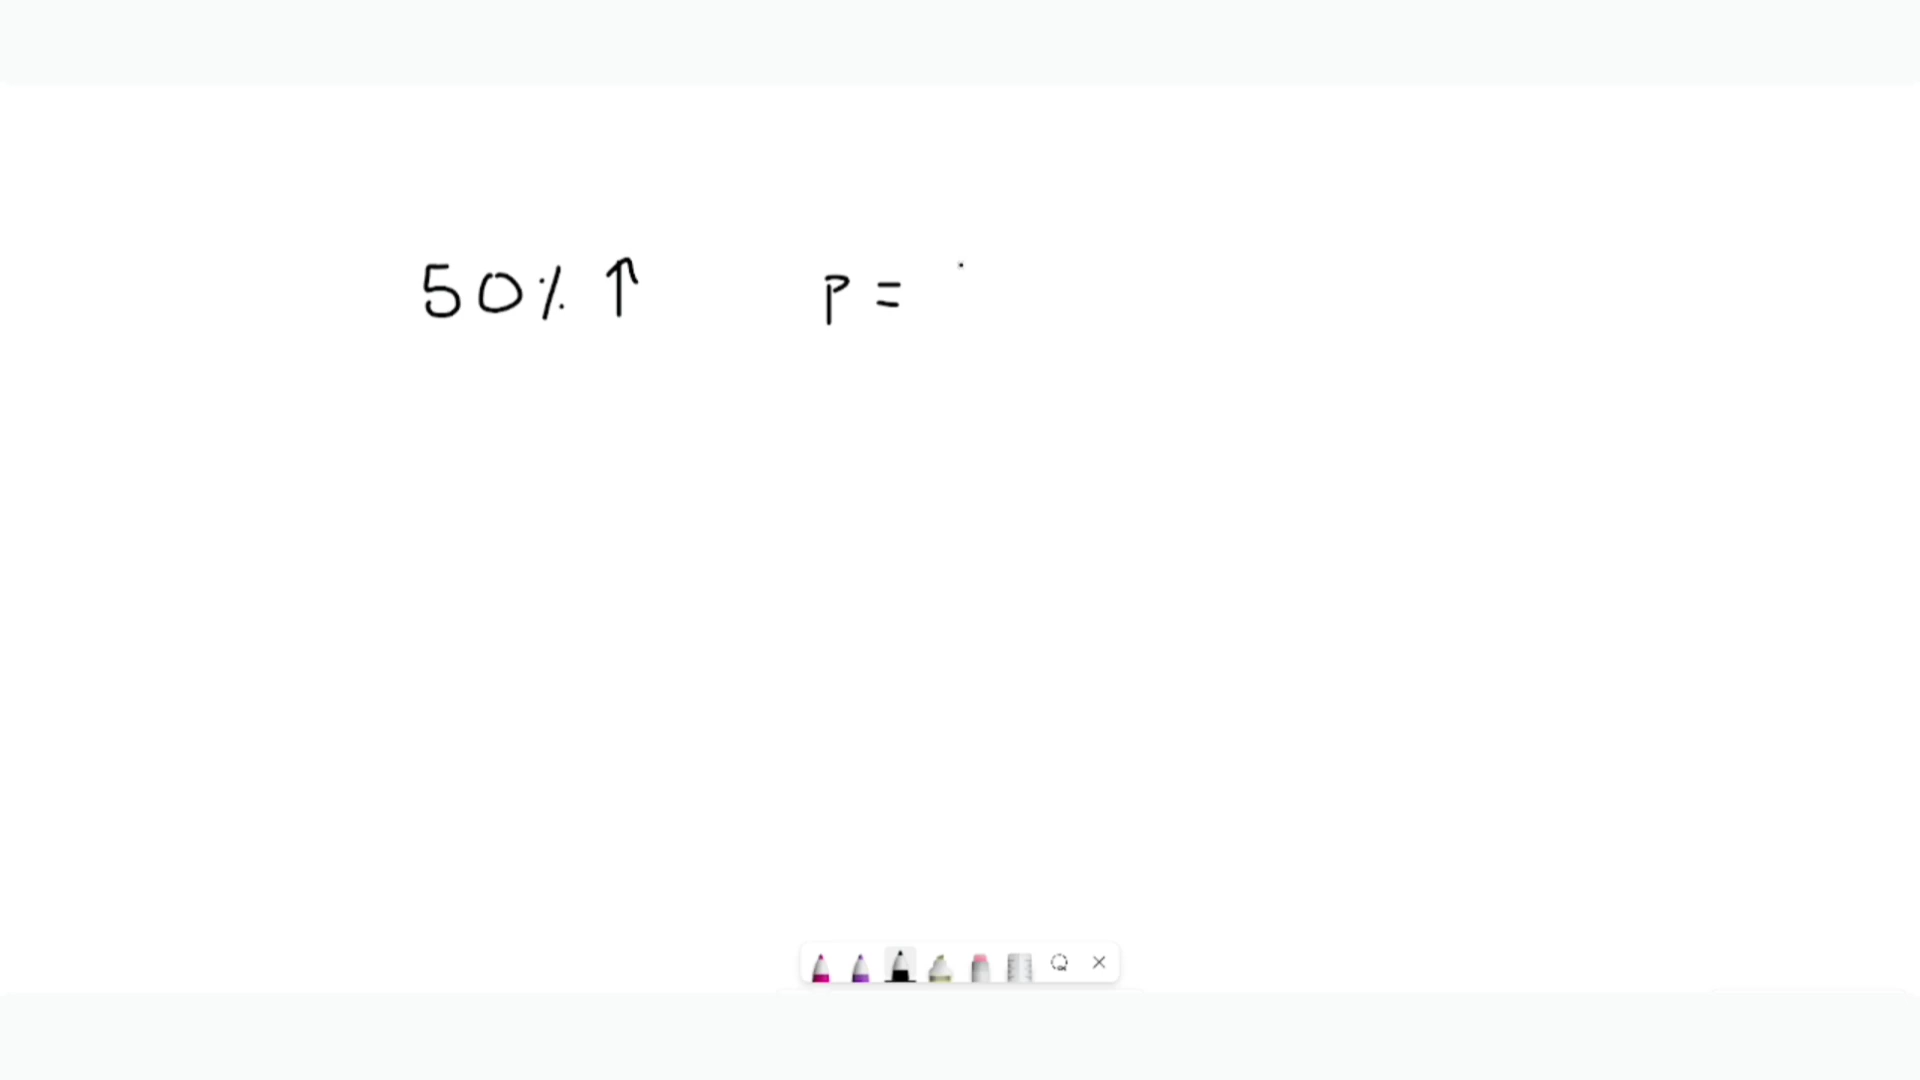 50% ↑ p =